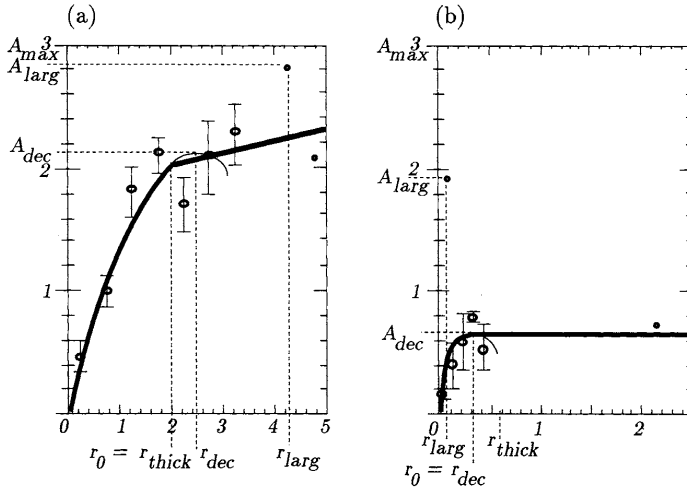 (a)
A_max 3
A_larg
A_dec
2
1
0 1 2 3 4 5
r_0 = r_thick r_dec r_larg
(b)
A_max 3
2
A_larg
1
A_dec
0 1 2
r_larg r_thick
r_0 = r_dec